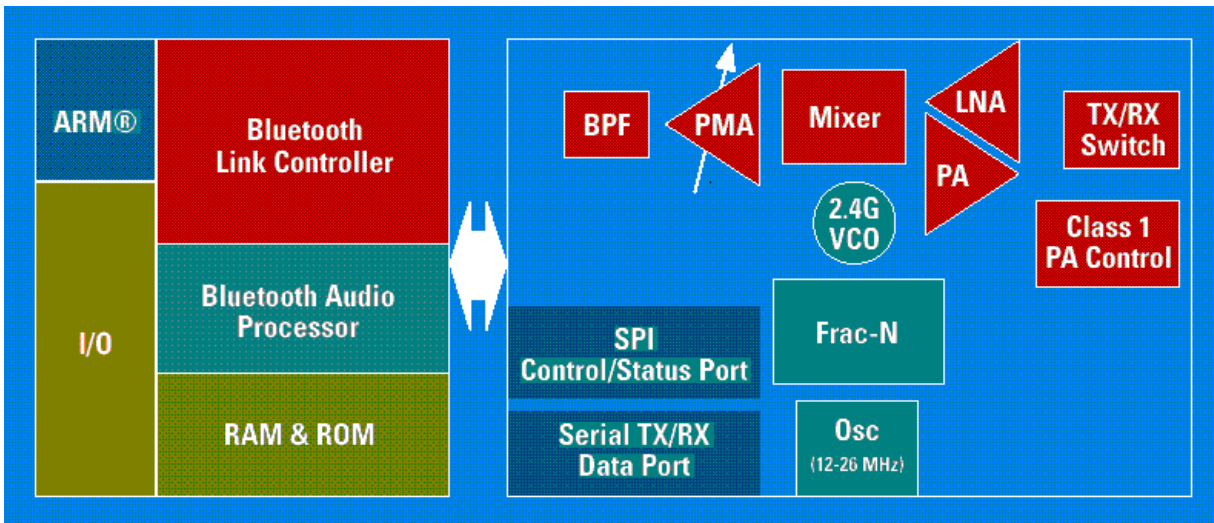 ARM®
Bluetooth
Link Controller
I/O
Bluetooth Audio
Processor
RAM & ROM
BPF
PMA
Mixer
LNA
PA
TX/RX
Switch
2.4G
VCO
Class 1
PA Control
SPI
Control/Status Port
Frac-N
Serial TX/RX
Data Port
Osc
(12-26 MHz)